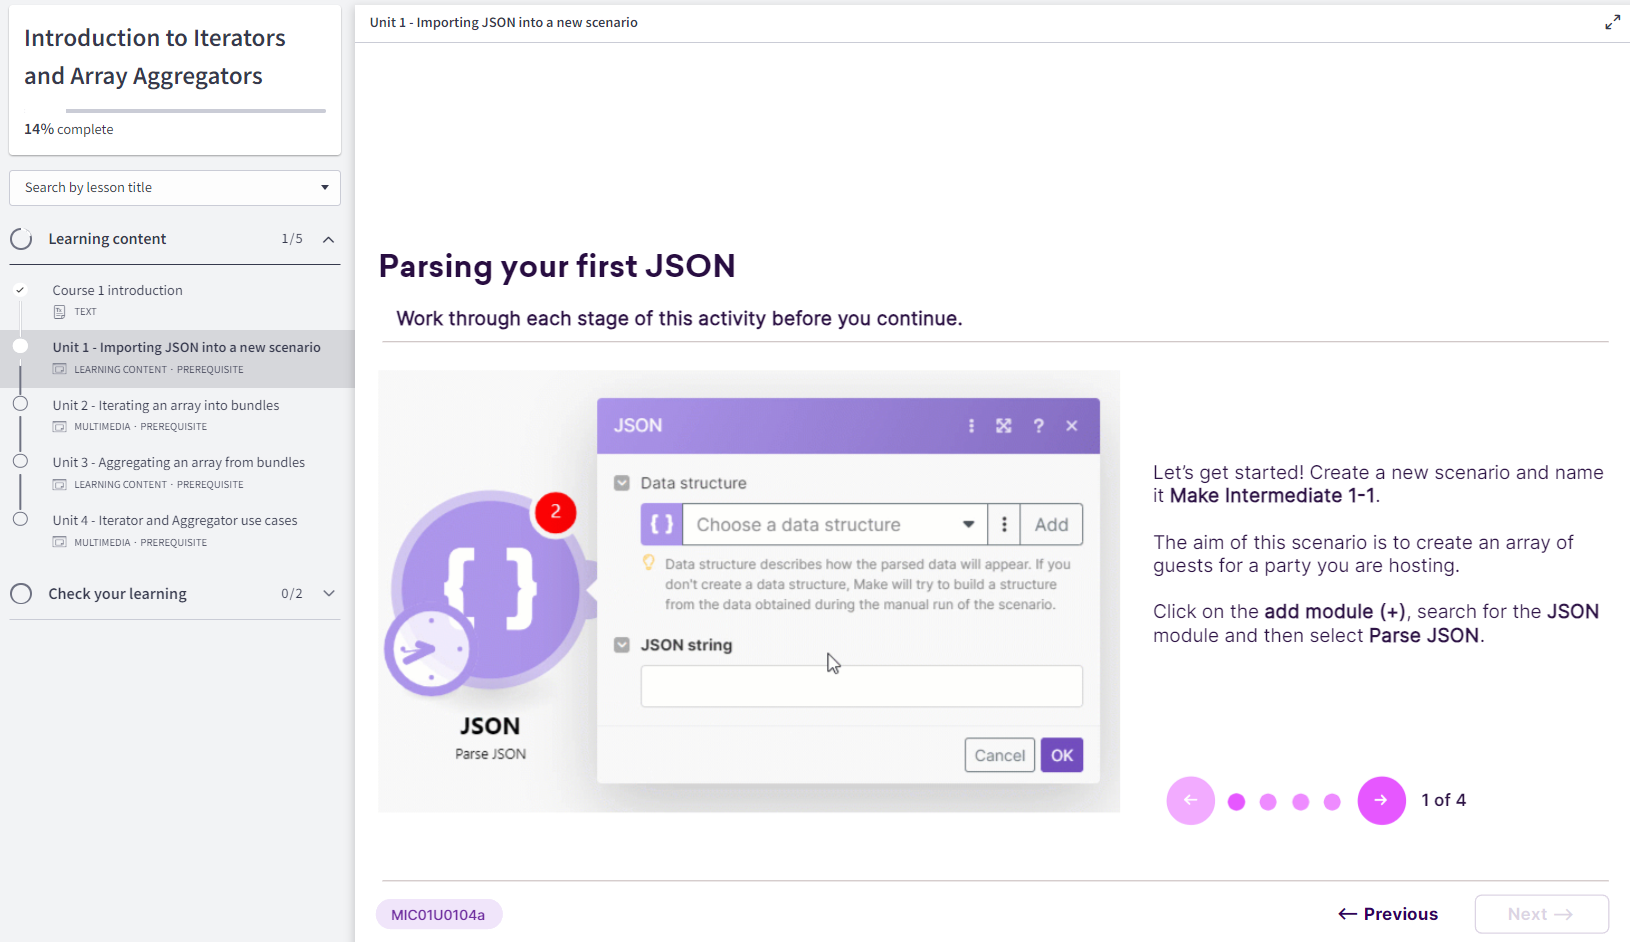 Introduction to Iterators
and Array Aggregators
14% complete
Search by lesson title
Learning content 1/5
Course 1 introduction
TEXT
Unit 1 - Importing JSON into a new scenario
LEARNING CONTENT · PREREQUISITE
Unit 2 - Iterating an array into bundles
MULTIMEDIA · PREREQUISITE
Unit 3 - Aggregating an array from bundles
LEARNING CONTENT · PREREQUISITE
Unit 4 - Iterator and Aggregator use cases
MULTIMEDIA · PREREQUISITE
Check your learning 0/2
Unit 1 - Importing JSON into a new scenario
Parsing your first JSON
Work through each stage of this activity before you continue.
JSON
Data structure
{ } Choose a data structure Add
Data structure describes how the parsed data will appear. If you
don't create a data structure, Make will try to build a structure
from the data obtained during the manual run of the scenario.
JSON string
Cancel OK
2
{ }
JSON
Parse JSON
Let’s get started! Create a new scenario and name
it Make Intermediate 1-1.
The aim of this scenario is to create an array of
guests for a party you are hosting.
Click on the add module (+), search for the JSON
module and then select Parse JSON.
← → 1 of 4
MIC01U0104a
← Previous
Next →